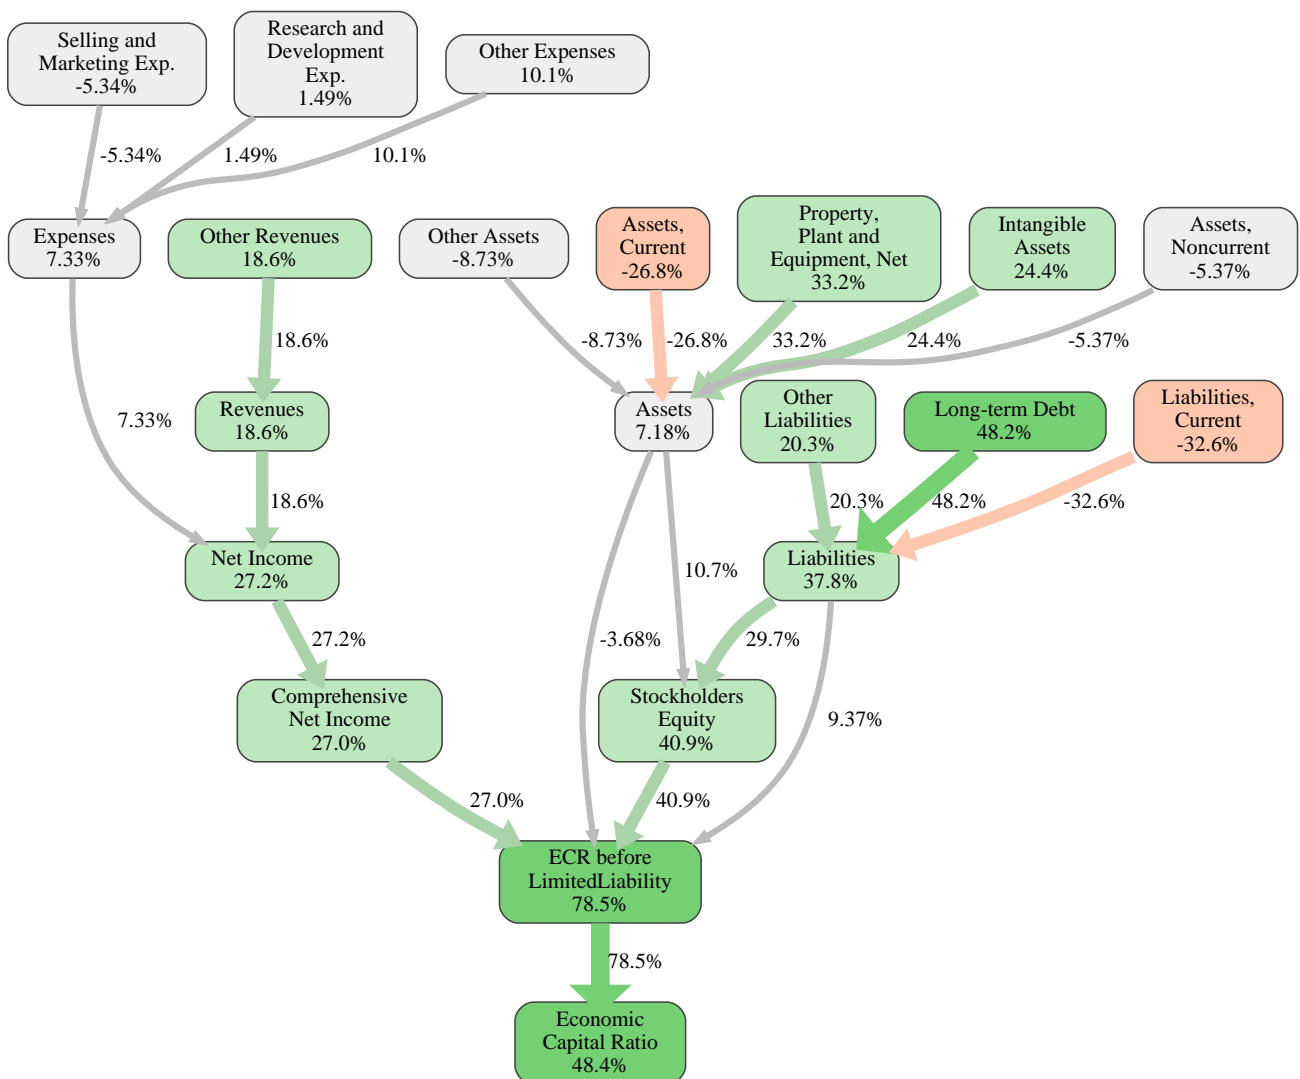 Selling and
Marketing Exp.
-5.34%
Research and
Development
Exp.
1.49%
Other Expenses
10.1%
-5.34%
1.49%
10.1%
Expenses
7.33%
Other Revenues
18.6%
Other Assets
-8.73%
Assets,
Current
-26.8%
Property,
Plant and
Equipment, Net
33.2%
Intangible
Assets
24.4%
Assets,
Noncurrent
-5.37%
18.6%
-8.73%
-26.8%
33.2%
24.4%
-5.37%
7.33%
Revenues
18.6%
Assets
7.18%
Other
Liabilities
20.3%
Long-term Debt
48.2%
Liabilities,
Current
-32.6%
18.6%
20.3%
48.2%
-32.6%
Net Income
27.2%
10.7%
Liabilities
37.8%
27.2%
-3.68%
29.7%
Comprehensive
Net Income
27.0%
Stockholders
Equity
40.9%
9.37%
27.0%
40.9%
ECR before
LimitedLiability
78.5%
78.5%
Economic
Capital Ratio
48.4%